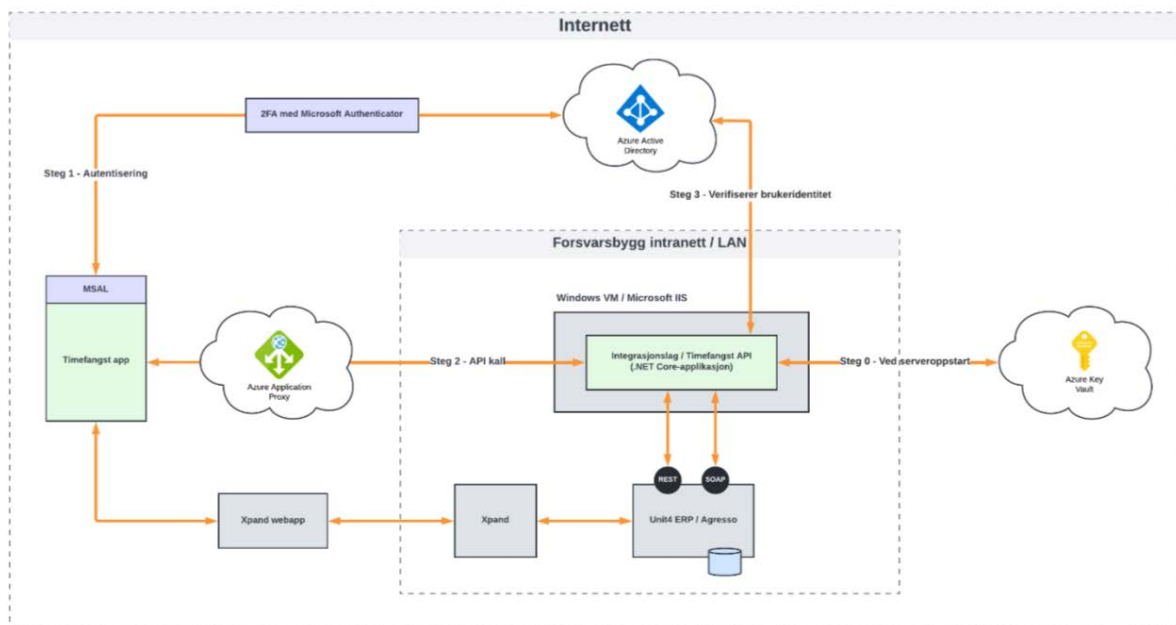 Internett
2FA med Microsoft Authenticator
Azure Active
Directory
Steg 1 - Autentisering
Steg 3 - Verifiserer brukeridentitet
Forsvarsbygg intranett / LAN
MSAL
Windows VM / Microsoft IIS
Timefangst app
Azure Application
Proxy
Steg 2 - API kall
Integrasjonslag / Timefangst API
(.NET Core-applikasjon)
Steg 0 - Ved serveroppstart
Azure Key
Vault
REST
SOAP
Xpand webapp
Xpand
Unit4 ERP / Agresso